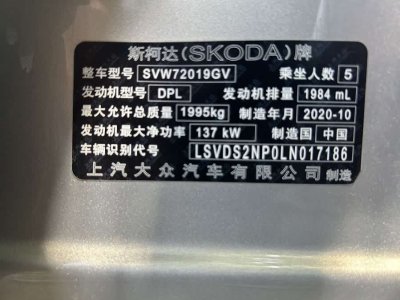 斯柯达(SKODA)牌
整车型号 SVW72019GV 乘坐人数 5
发动机型号 DPL 发动机排量 1984 mL
最大允许总质量 1995kg 制造年月 2020-10
发动机最大净功率 137 kW 制造国 中国
车辆识别代号 LSVDS2NP0LN017186
上汽大众汽车有限公司 制造